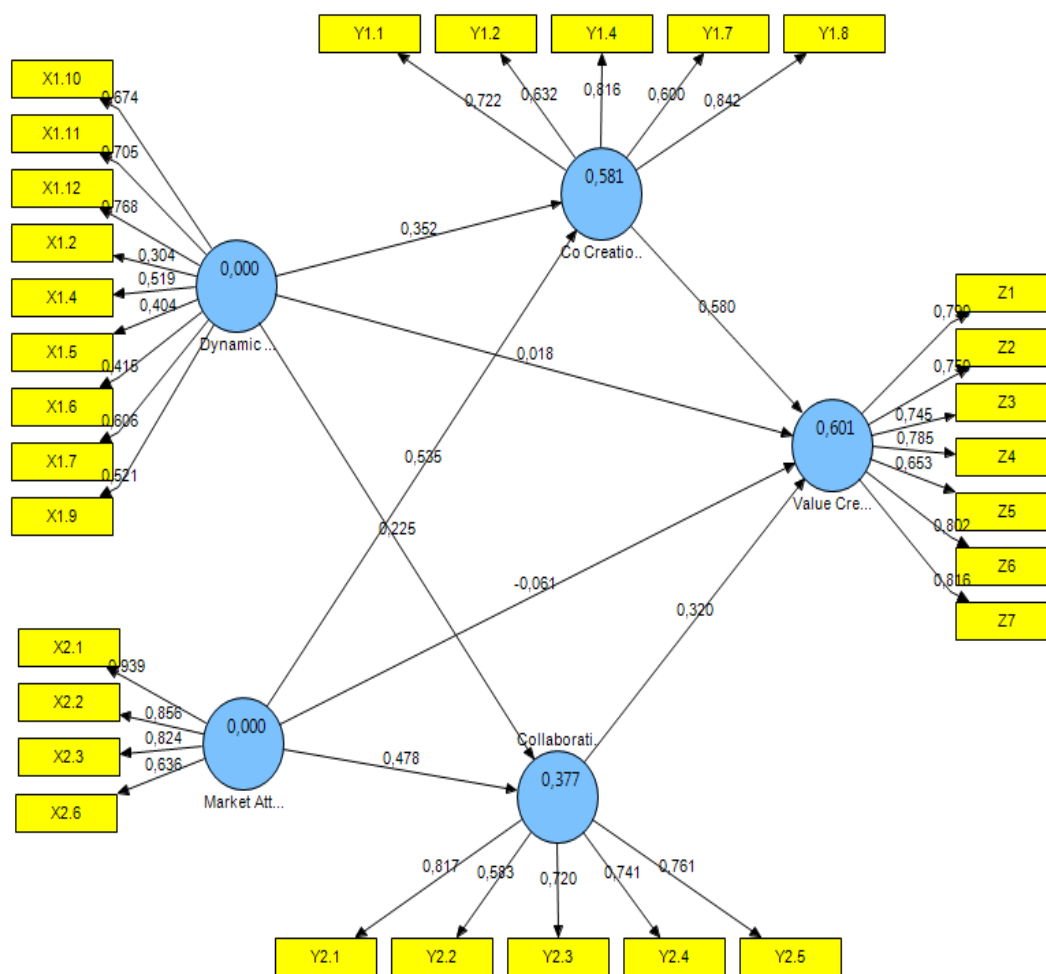 Y1.1
Y1.2
Y1.4
Y1.7
Y1.8
0,722
0,632
0,816
0,600
0,842
0,581
Co Creatio...
X1.10
X1.11
X1.12
X1.2
X1.4
X1.5
X1.6
X1.7
X1.9
0,674
0,705
0,768
0,304
0,519
0,404
0,415
0,606
0,521
0,000
Dynamic ...
0,352
0,018
0,580
0,535
0,225
-0,061
0,320
0,478
Z1
Z2
Z3
Z4
Z5
Z6
Z7
0,745
0,785
0,653
0,802
0,816
0,601
Value Cre...
X2.1
X2.2
X2.3
X2.6
0,939
0,856
0,824
0,636
0,000
Market Att...
Collaborati..
0,377
0,817
0,583
0,720
0,741
0,761
Y2.1
Y2.2
Y2.3
Y2.4
Y2.5